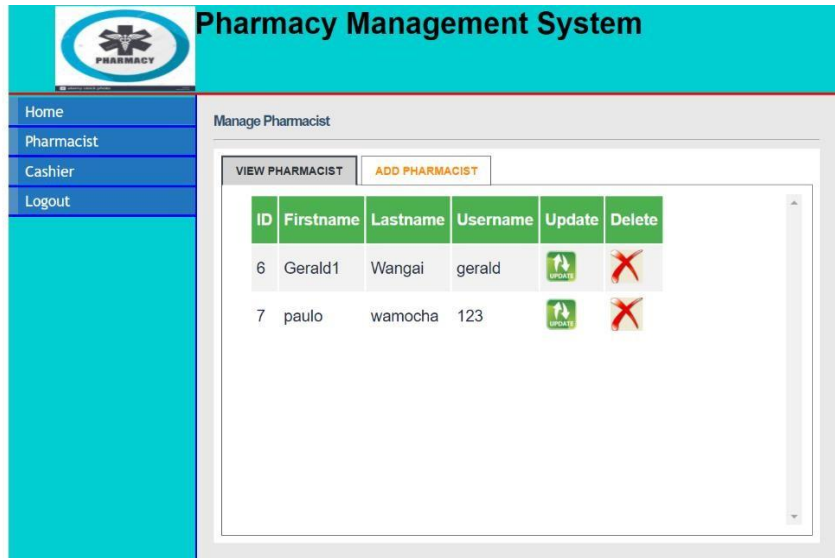 Pharmacy Management System
PHARMACY
Home
Pharmacist
Cashier
Logout
Manage Pharmacist
VIEW PHARMACIST ADD PHARMACIST
ID Firstname Lastname Username Update Delete
6 Gerald1 Wangai gerald UPDATE
7 paulo wamocha 123 UPDATE